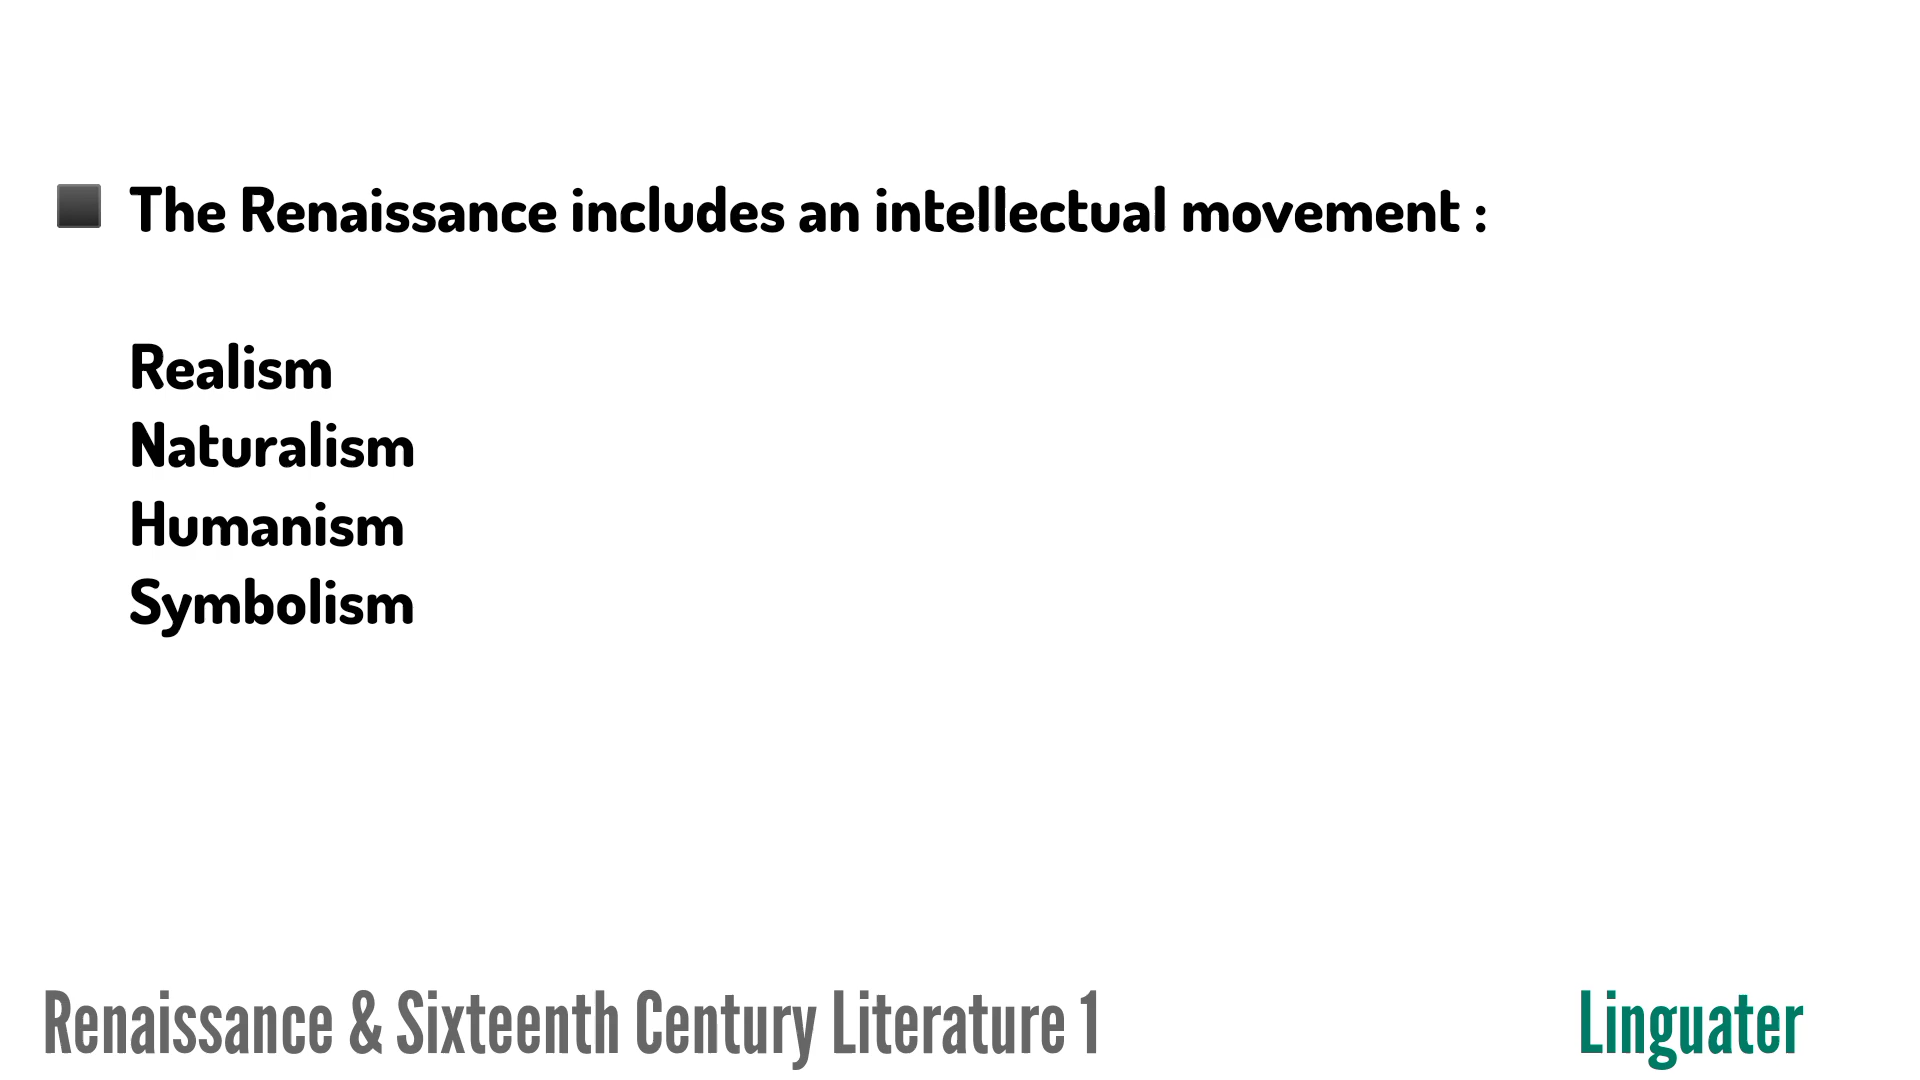 The Renaissance includes an intellectual movement :
Realism
Naturalism
Humanism
Symbolism
Renaissance & Sixteenth Century Literature 1
Linguater